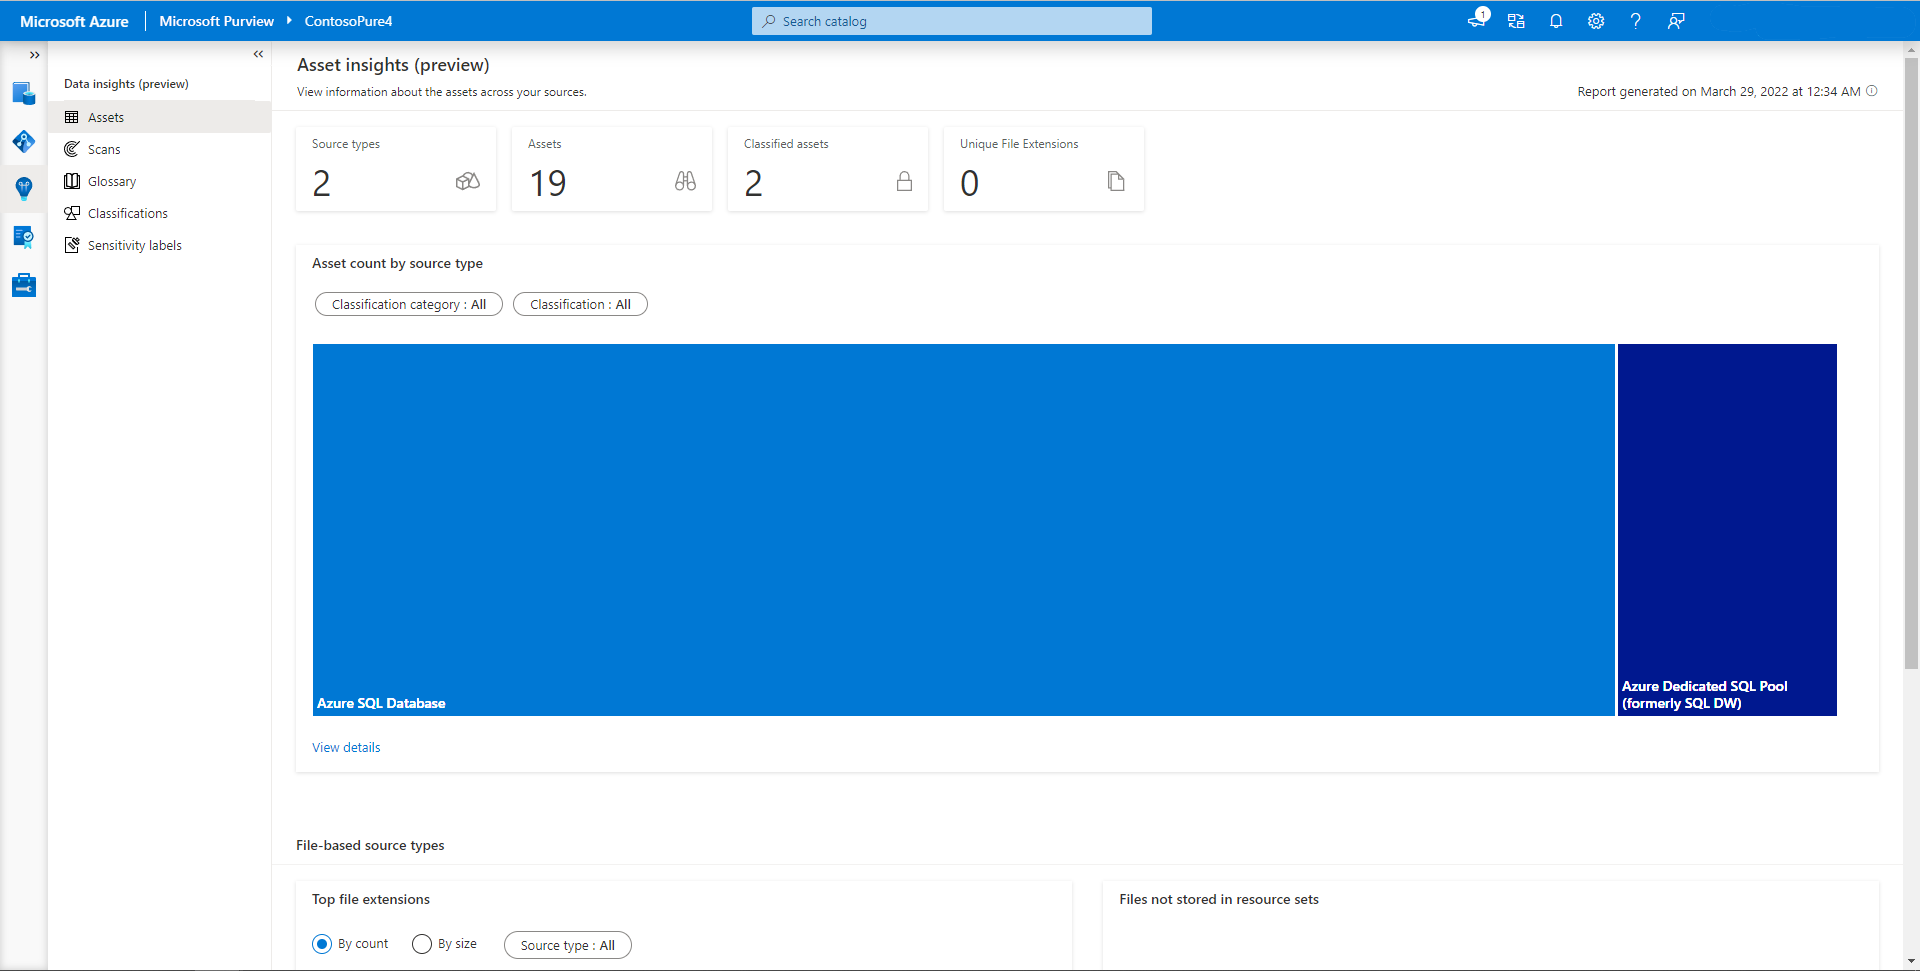 Microsoft Azure Microsoft Purview ContosoPure4 Search catalog 1
Data insights (preview)
Assets
Scans
Glossary
Classifications
Sensitivity labels
Asset insights (preview)
View information about the assets across your sources.
Report generated on March 29, 2022 at 12:34 AM
Source types
2
Assets
19
Classified assets
2
Unique File Extensions
0
Asset count by source type
Classification category : All
Classification : All
Azure SQL Database
Azure Dedicated SQL Pool
(formerly SQL DW)
View details
File-based source types
Top file extensions
By count By size Source type : All
Files not stored in resource sets